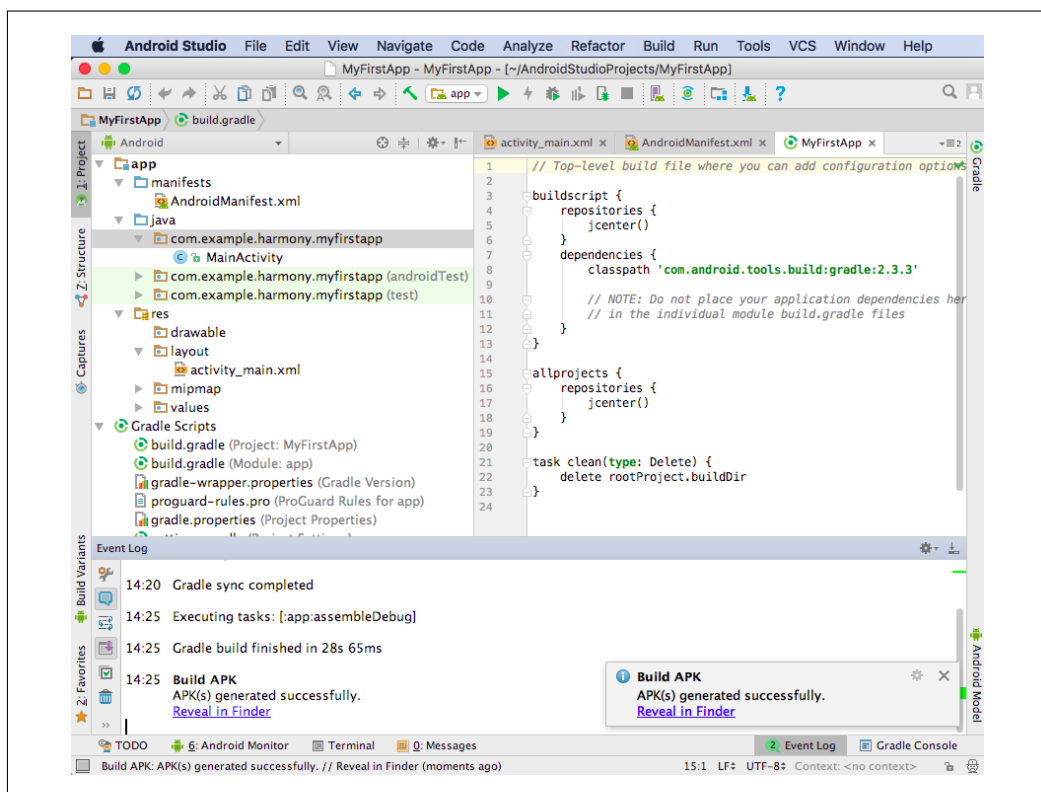 Android Studio File Edit View Navigate Code Analyze Refactor Build Run Tools VCS Window Help
MyFirstApp - MyFirstApp - [~/AndroidStudioProjects/MyFirstApp]
app
MyFirstApp build.gradle
Android
activity_main.xml AndroidManifest.xml MyFirstApp
2
1: Project
Z: Structure
Captures
Build Variants
2: Favorites
app
manifests
AndroidManifest.xml
java
com.example.harmony.myfirstapp
MainActivity
com.example.harmony.myfirstapp (androidTest)
com.example.harmony.myfirstapp (test)
res
drawable
layout
activity_main.xml
mipmap
values
Gradle Scripts
build.gradle (Project: MyFirstApp)
build.gradle (Module: app)
gradle-wrapper.properties (Gradle Version)
proguard-rules.pro (ProGuard Rules for app)
gradle.properties (Project Properties)
1 // Top-level build file where you can add configuration options
2
3 buildscript {
4 repositories {
5 jcenter()
6 }
7 dependencies {
8 classpath 'com.android.tools.build:gradle:2.3.3'
9
10 // NOTE: Do not place your application dependencies her
11 // in the individual module build.gradle files
12 }
13 }
14
15 allprojects {
16 repositories {
17 jcenter()
18 }
19 }
20
21 task clean(type: Delete) {
22 delete rootProject.buildDir
23 }
24
Gradle
Android Model
Event Log
14:20 Gradle sync completed
14:25 Executing tasks: [:app:assembleDebug]
14:25 Gradle build finished in 28s 65ms
14:25 Build APK
APK(s) generated successfully.
Reveal in Finder
Build APK
APK(s) generated successfully.
Reveal in Finder
TODO 6: Android Monitor Terminal 0: Messages 2 Event Log Gradle Console
Build APK: APK(s) generated successfully. // Reveal in Finder (moments ago) 15:1 LF UTF-8 Context: <no context>